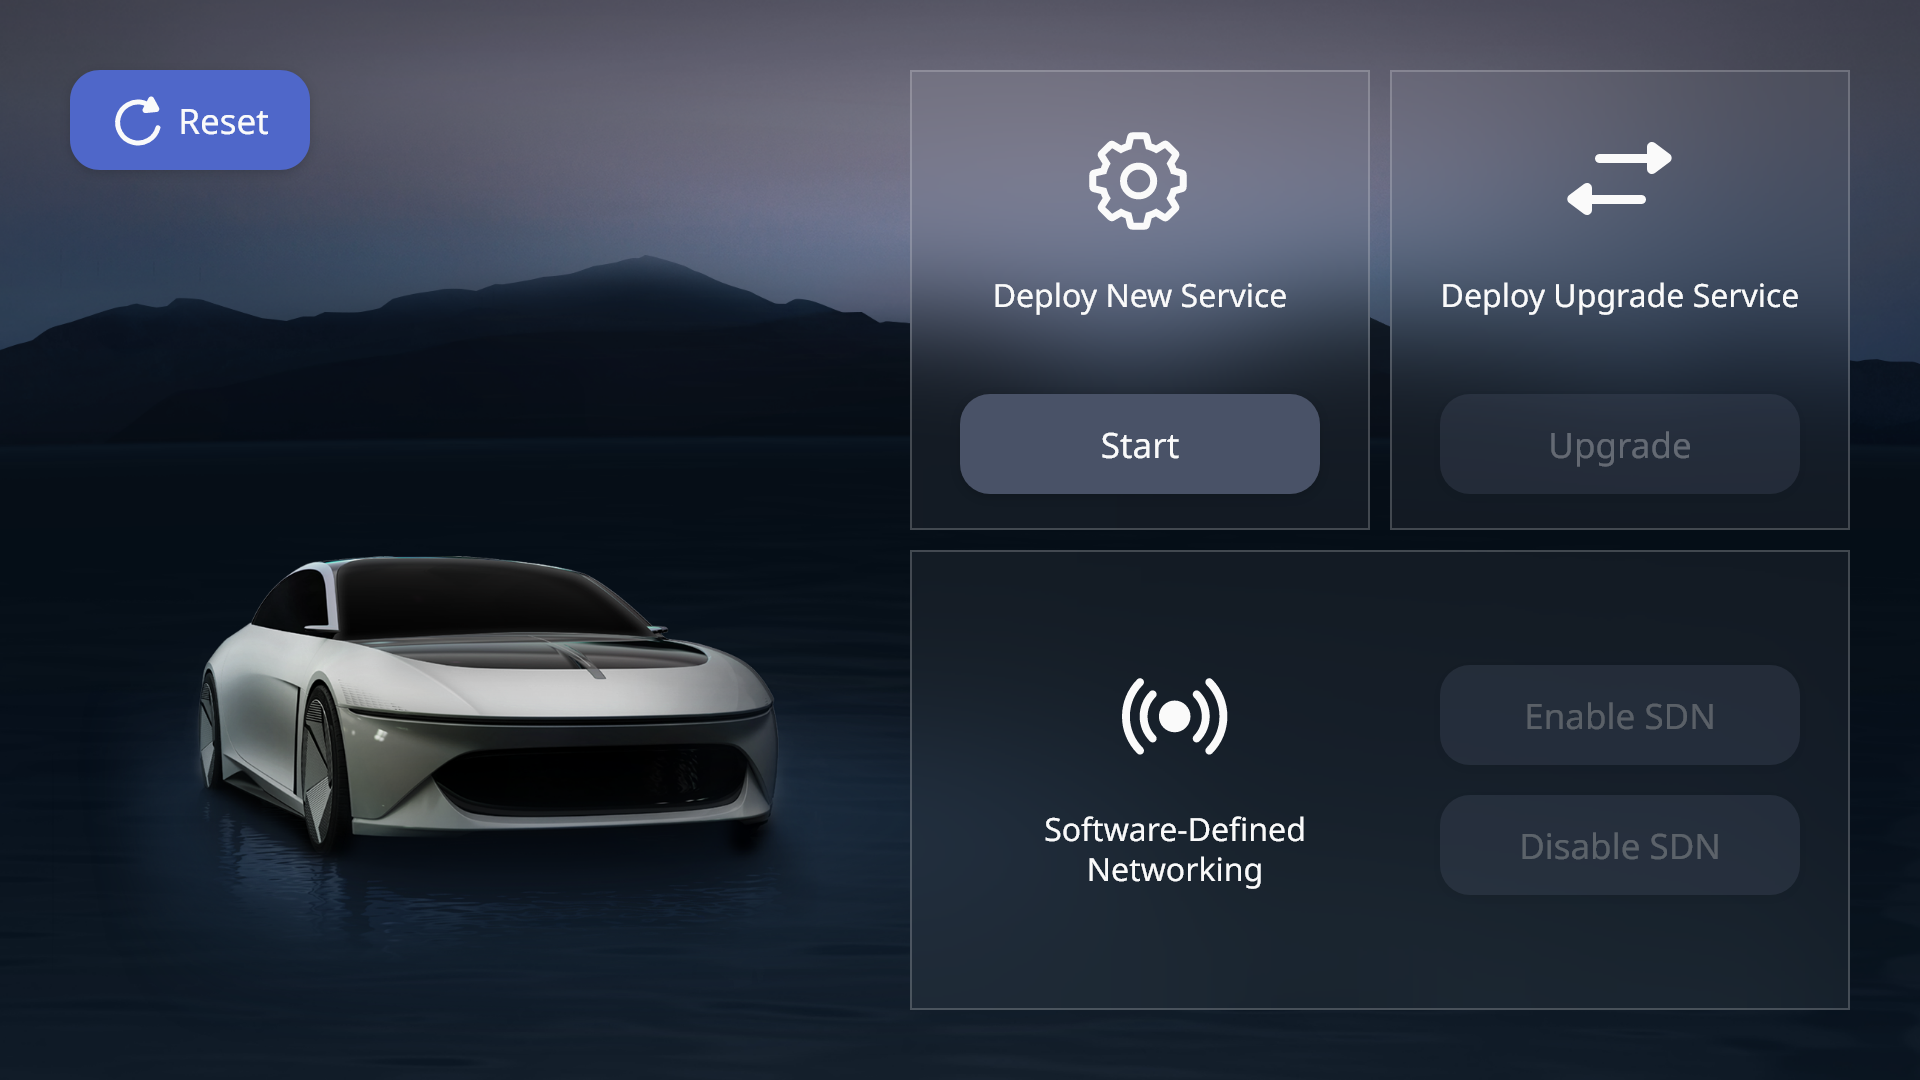 Reset
Deploy New Service
Deploy Upgrade Service
Start
Upgrade
Software-Defined
Networking
Enable SDN
Disable SDN